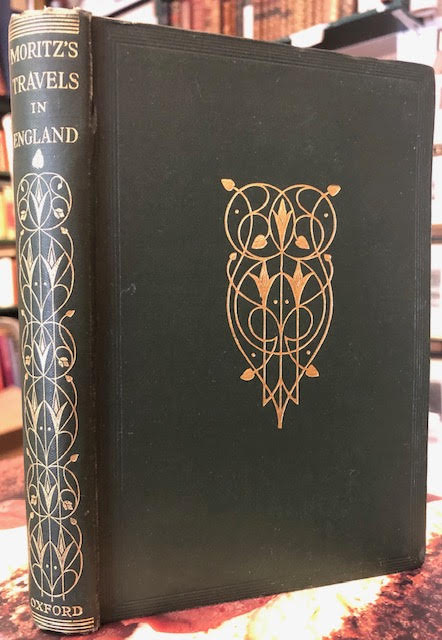 MORITZ'S
TRAVELS
IN
ENGLAND
OXFORD